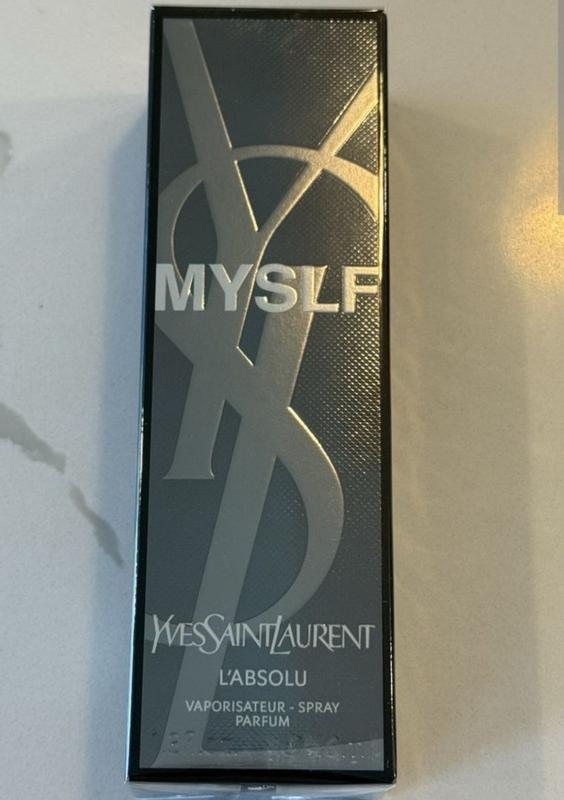 MYSLF
YVESSAINTLAURENT
L'ABSOLU
VAPORISATEUR - SPRAY
PARFUM